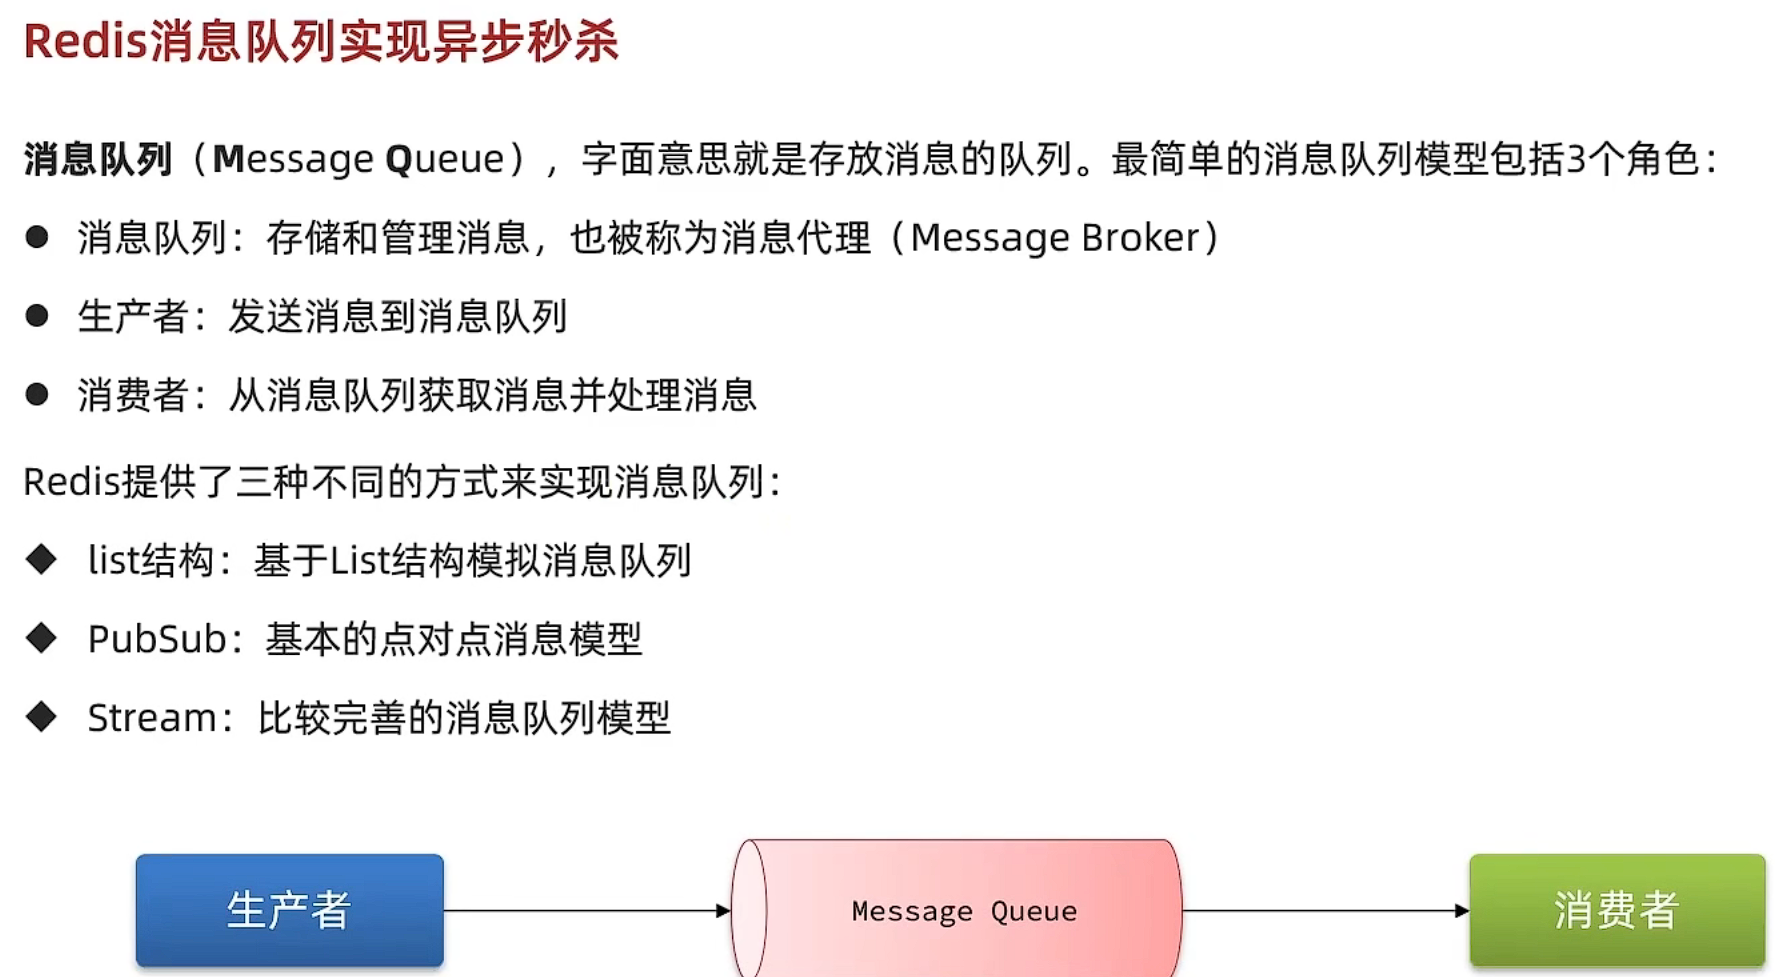 Redis消息队列实现异步秒杀
消息队列（Message Queue），字面意思就是存放消息的队列。最简单的消息队列模型包括3个角色：
● 消息队列：存储和管理消息，也被称为消息代理（Message Broker）
● 生产者：发送消息到消息队列
● 消费者：从消息队列获取消息并处理消息
Redis提供了三种不同的方式来实现消息队列：
◆ list结构：基于List结构模拟消息队列
◆ PubSub：基本的点对点消息模型
◆ Stream：比较完善的消息队列模型
生产者
Message Queue
消费者